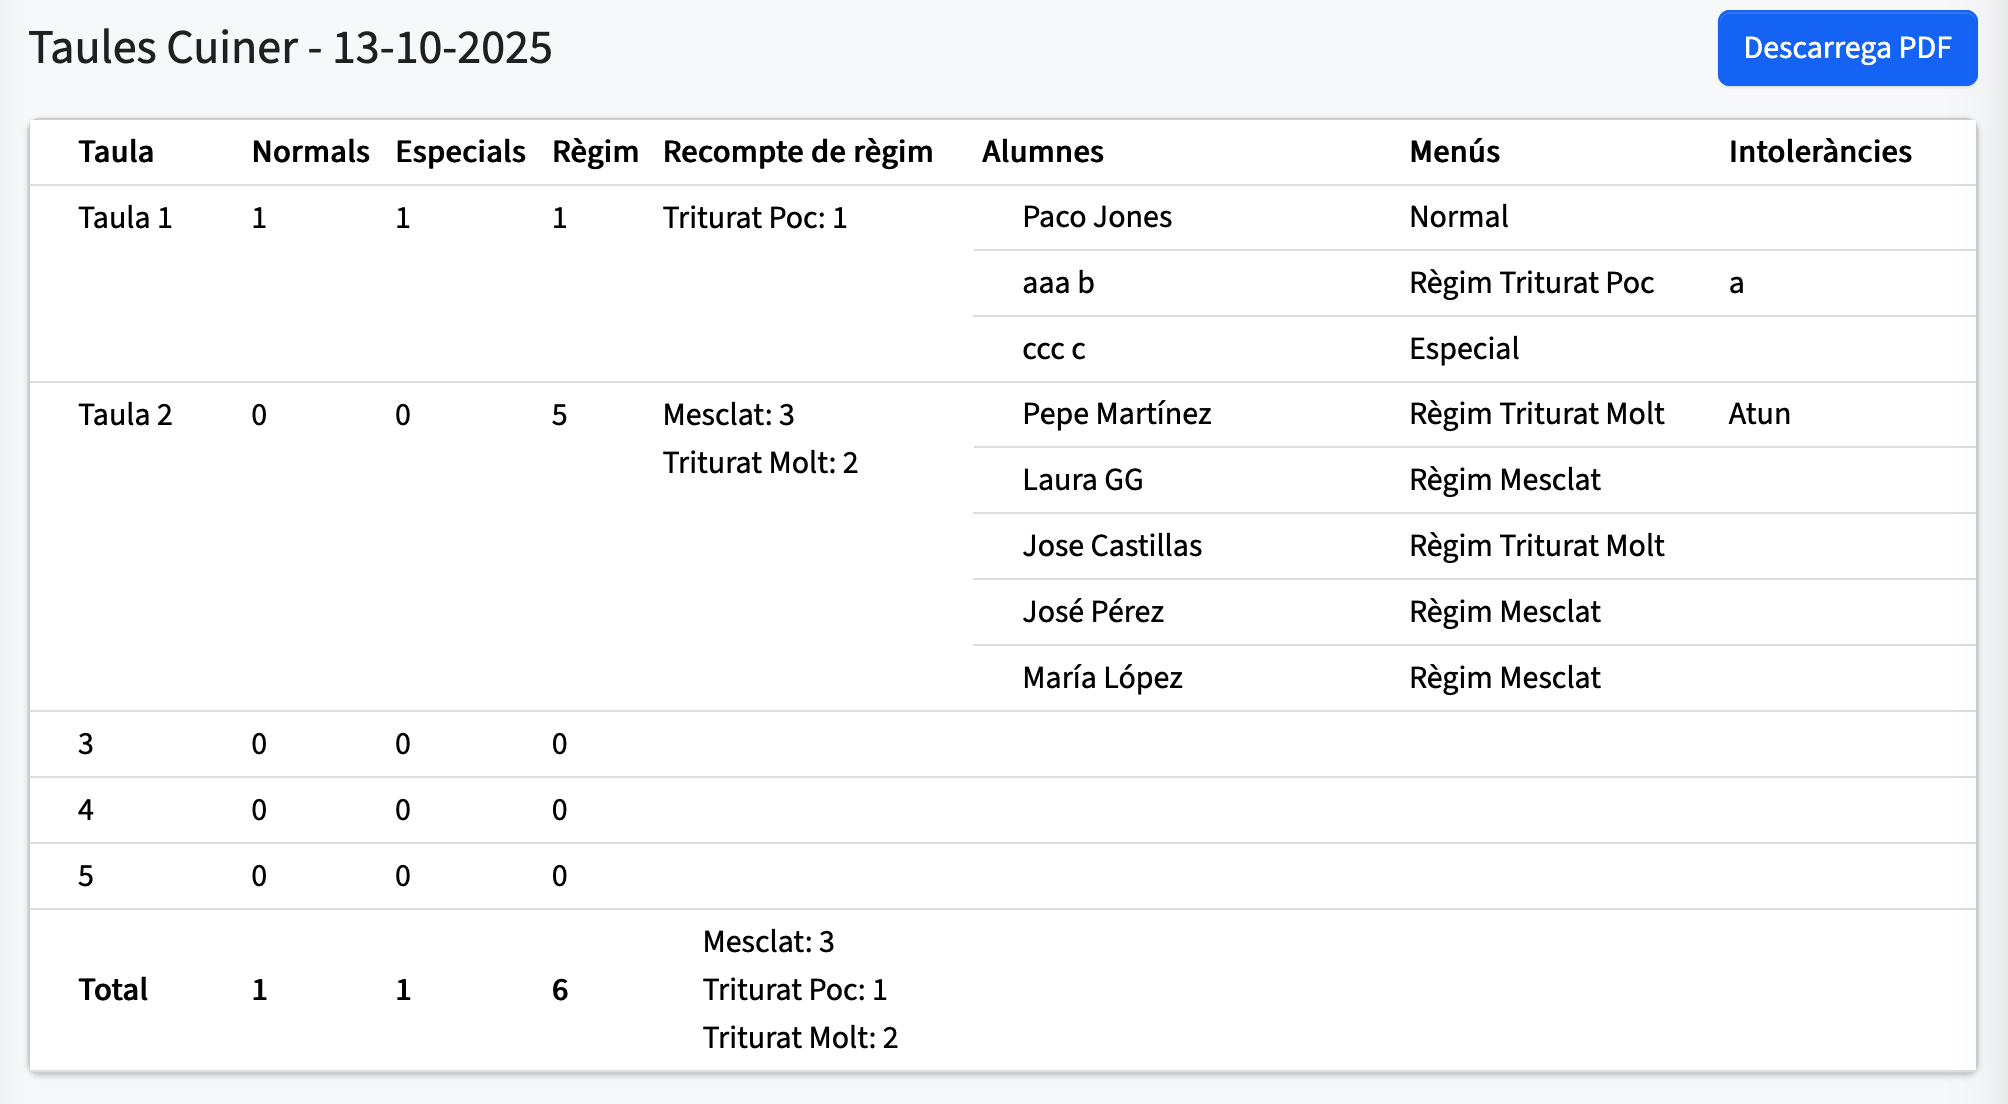 Taules Cuiner - 13-10-2025
Descarrega PDF
Taula Normals Especials Règim Recompte de règim Alumnes Menús Intoleràncies
Taula 1 1 1 1 Triturat Poc: 1 Paco Jones Normal
aaa b Règim Triturat Poc a
ccc c Especial
Taula 2 0 0 5 Mesclat: 3 Pepe Martínez Règim Triturat Molt Atun
Triturat Molt: 2
Laura GG Règim Mesclat
Jose Castillas Règim Triturat Molt
José Pérez Règim Mesclat
María López Règim Mesclat
3 0 0 0
4 0 0 0
5 0 0 0
Mesclat: 3
Total 1 1 6 Triturat Poc: 1
Triturat Molt: 2